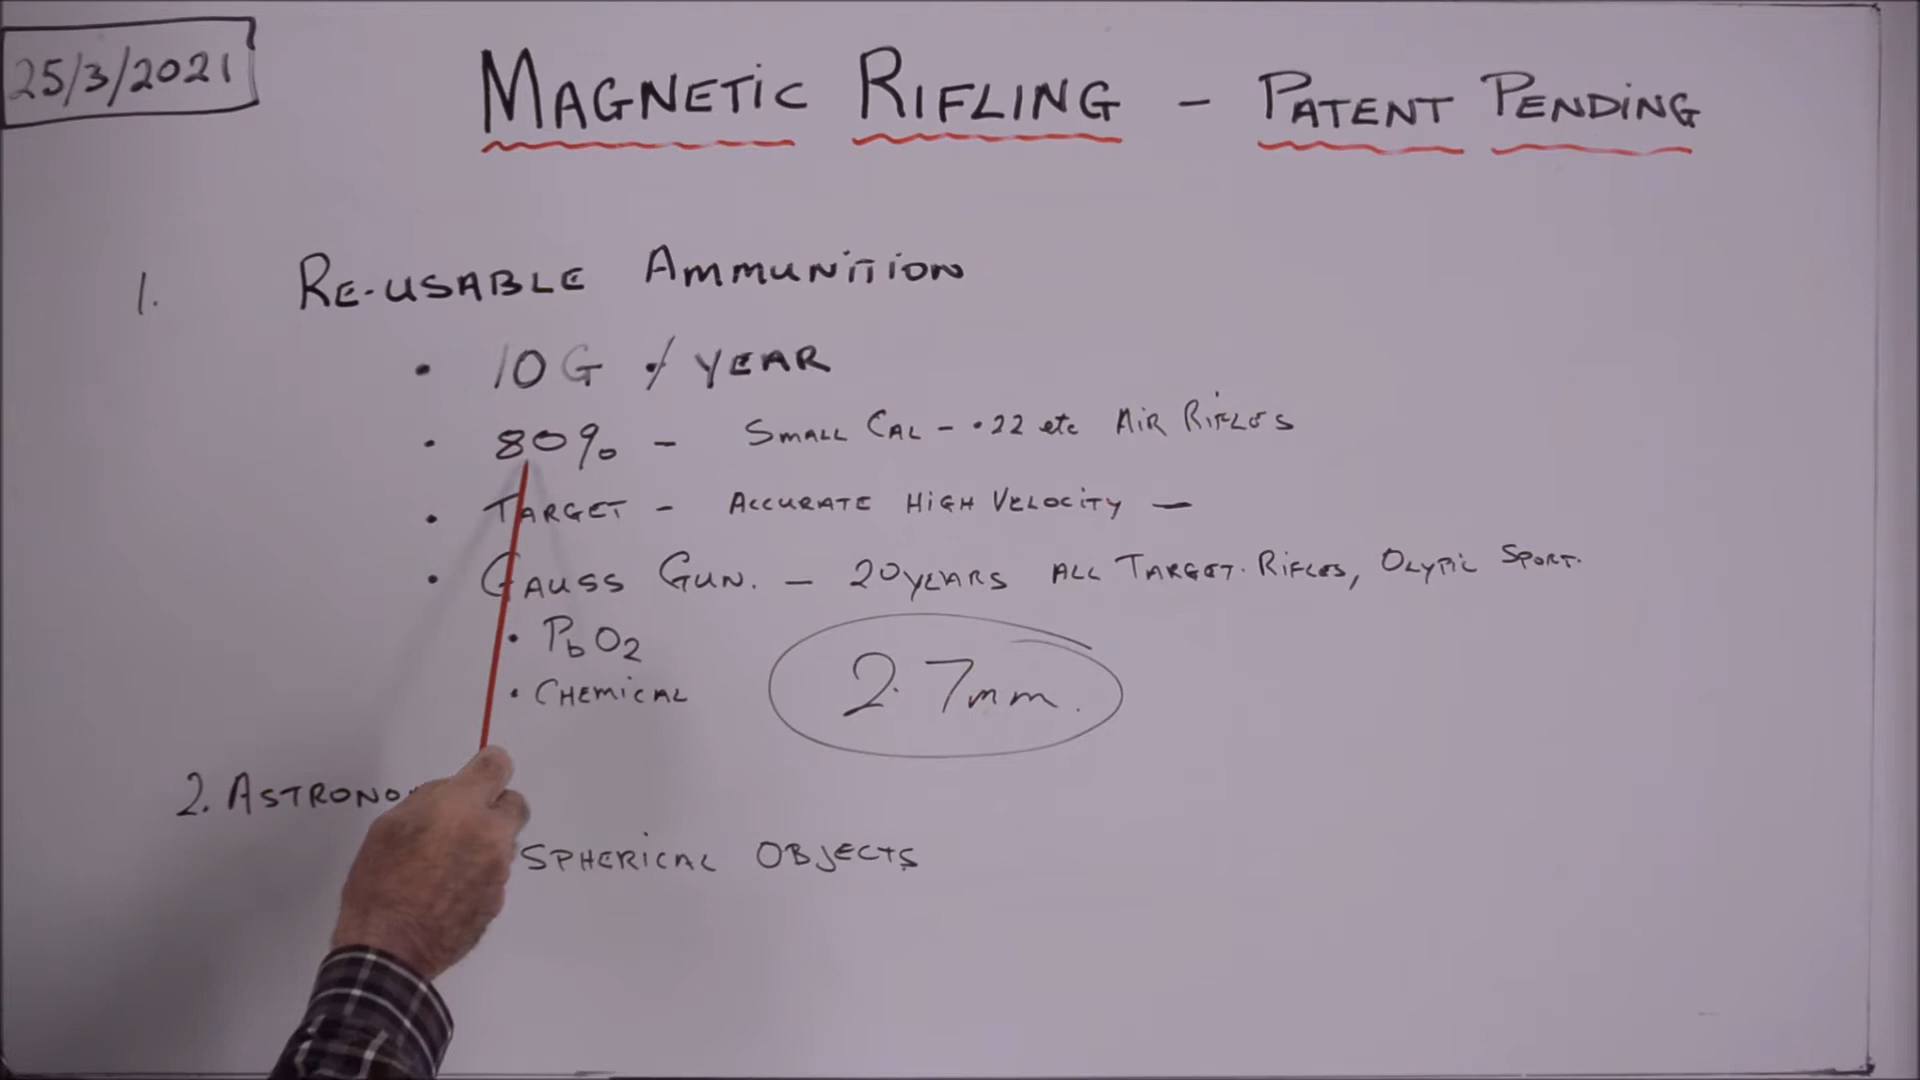 25/3/2021
MAGNETIC RIFLING - PATENT PENDING
1. RE-USABLE AMMUNITION
• 10G / YEAR
• 80% - SMALL CAL - .22 etc AIR RIFLES
• TARGET - ACCURATE HIGH VELOCITY -
• GAUSS GUN. - 20 YEARS ALL TARGET. RIFLES, OLYPIC SPORT.
• PbO2
• CHEMICAL
2.7mm.
2. ASTRONO
SPHERICAL OBJECTS